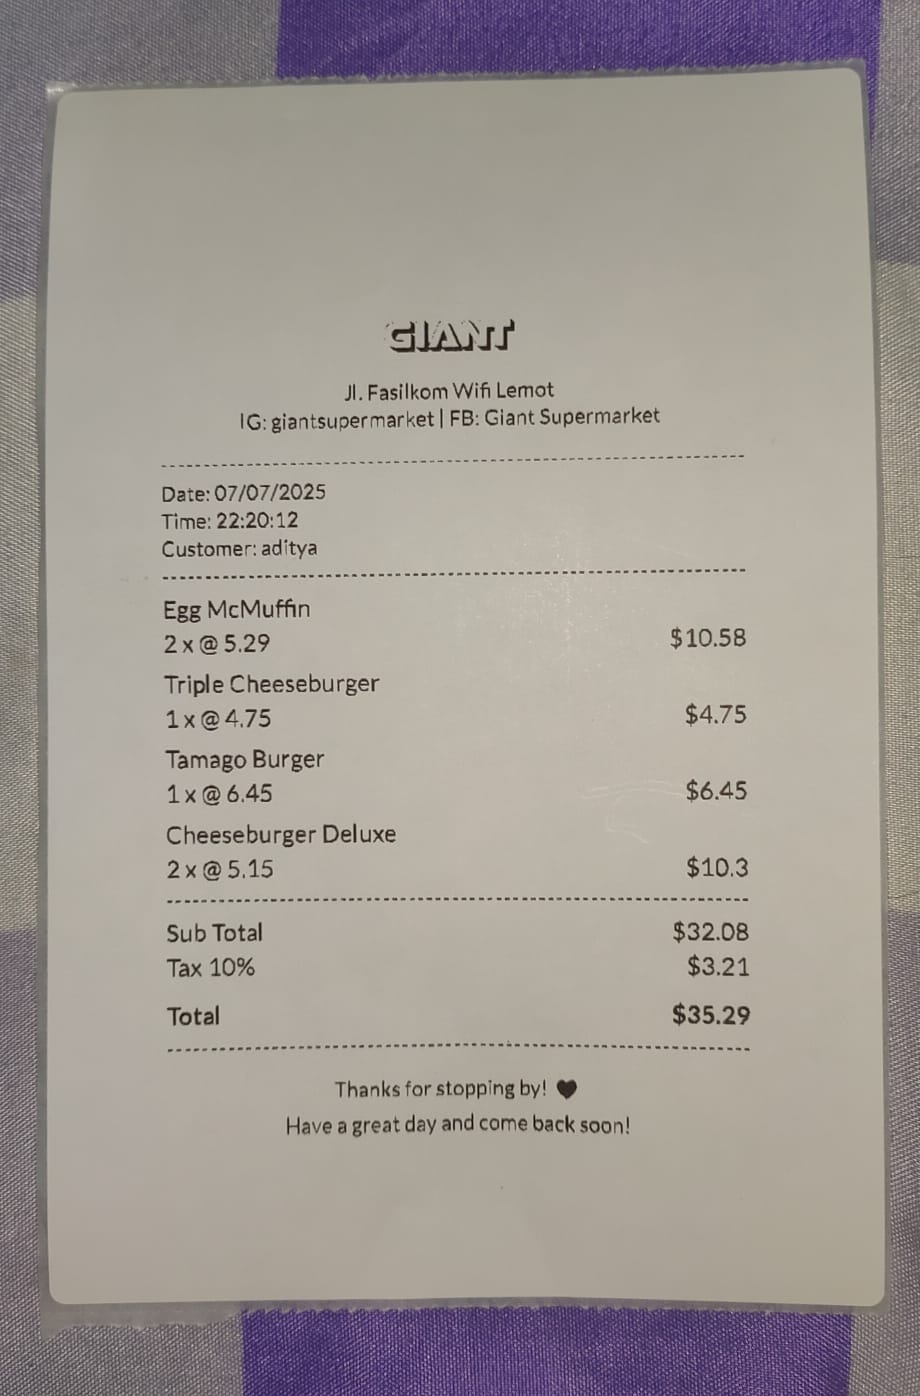 GIANT
Jl. Fasilkom Wifi Lemot
IG: giantsupermarket | FB: Giant Supermarket
Date: 07/07/2025
Time: 22:20:12
Customer: aditya
Egg McMuffin
2 x @ 5.29 $10.58
Triple Cheeseburger
1 x @ 4.75 $4.75
Tamago Burger
1 x @ 6.45 $6.45
Cheeseburger Deluxe
2 x @ 5.15 $10.3
Sub Total $32.08
Tax 10% $3.21
Total $35.29
Thanks for stopping by! ♥
Have a great day and come back soon!